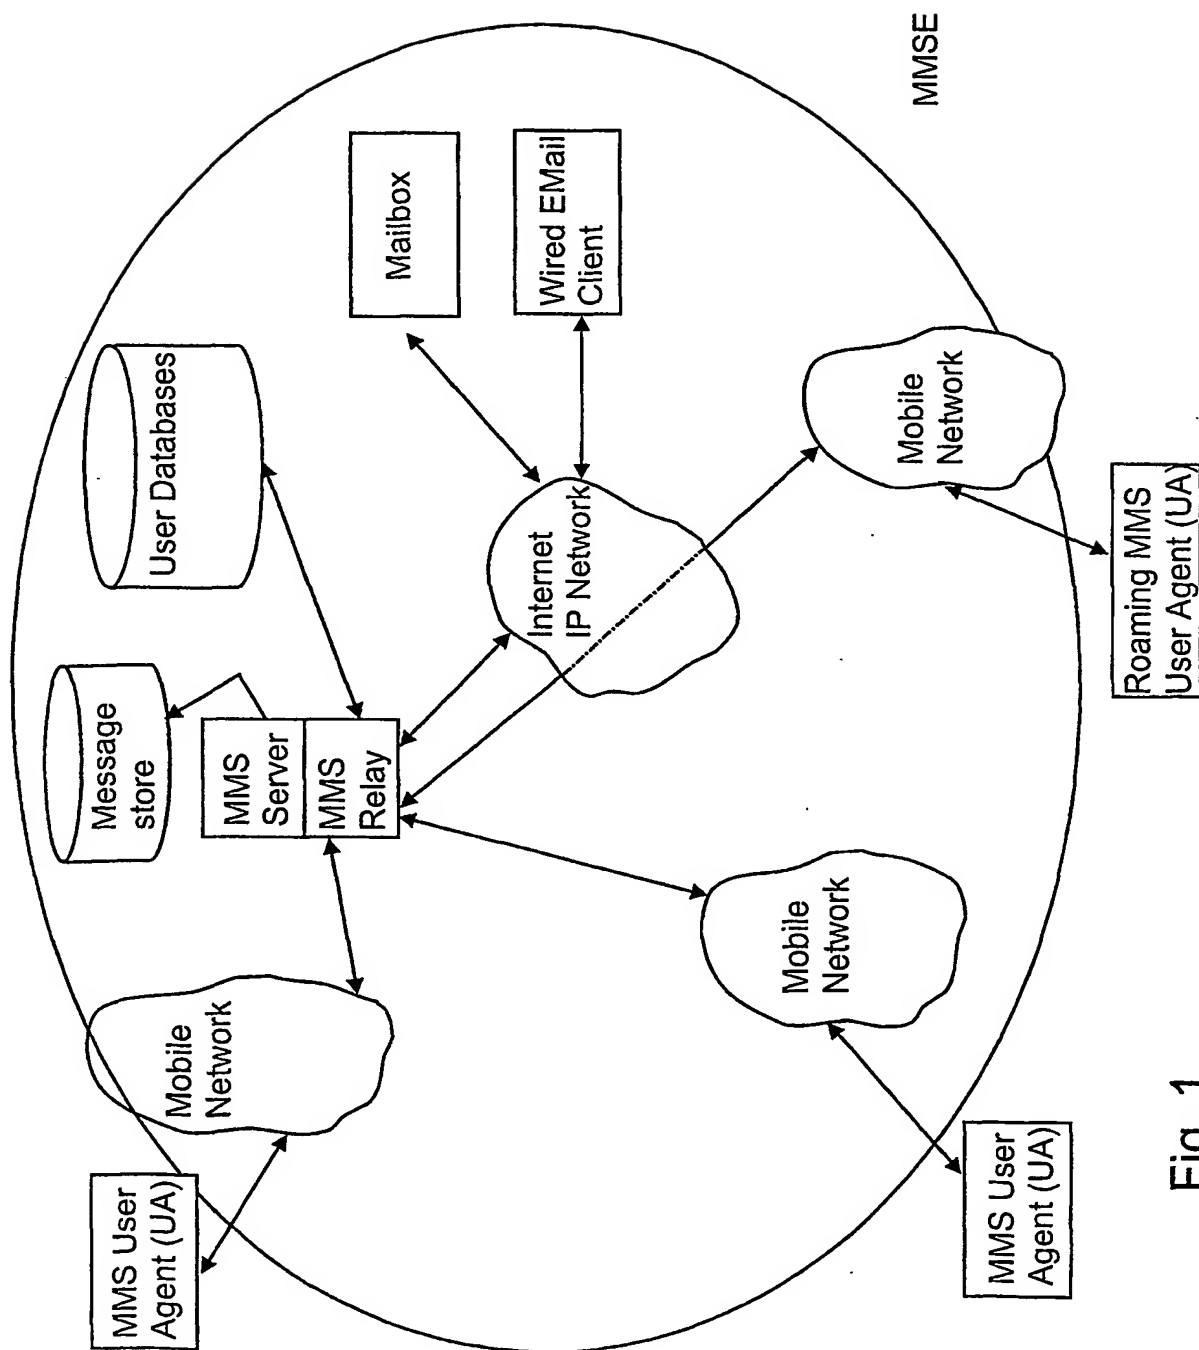 MMS User
Agent (UA)
Mobile
Network
Message
store
User Databases
MMS
Server
MMS
Relay
Mailbox
Internet
IP Network
Wired EMail
Client
MMS User
Agent (UA)
Mobile
Network
Mobile
Network
Roaming MMS
User Agent (UA)
MMSE
Fig. 1